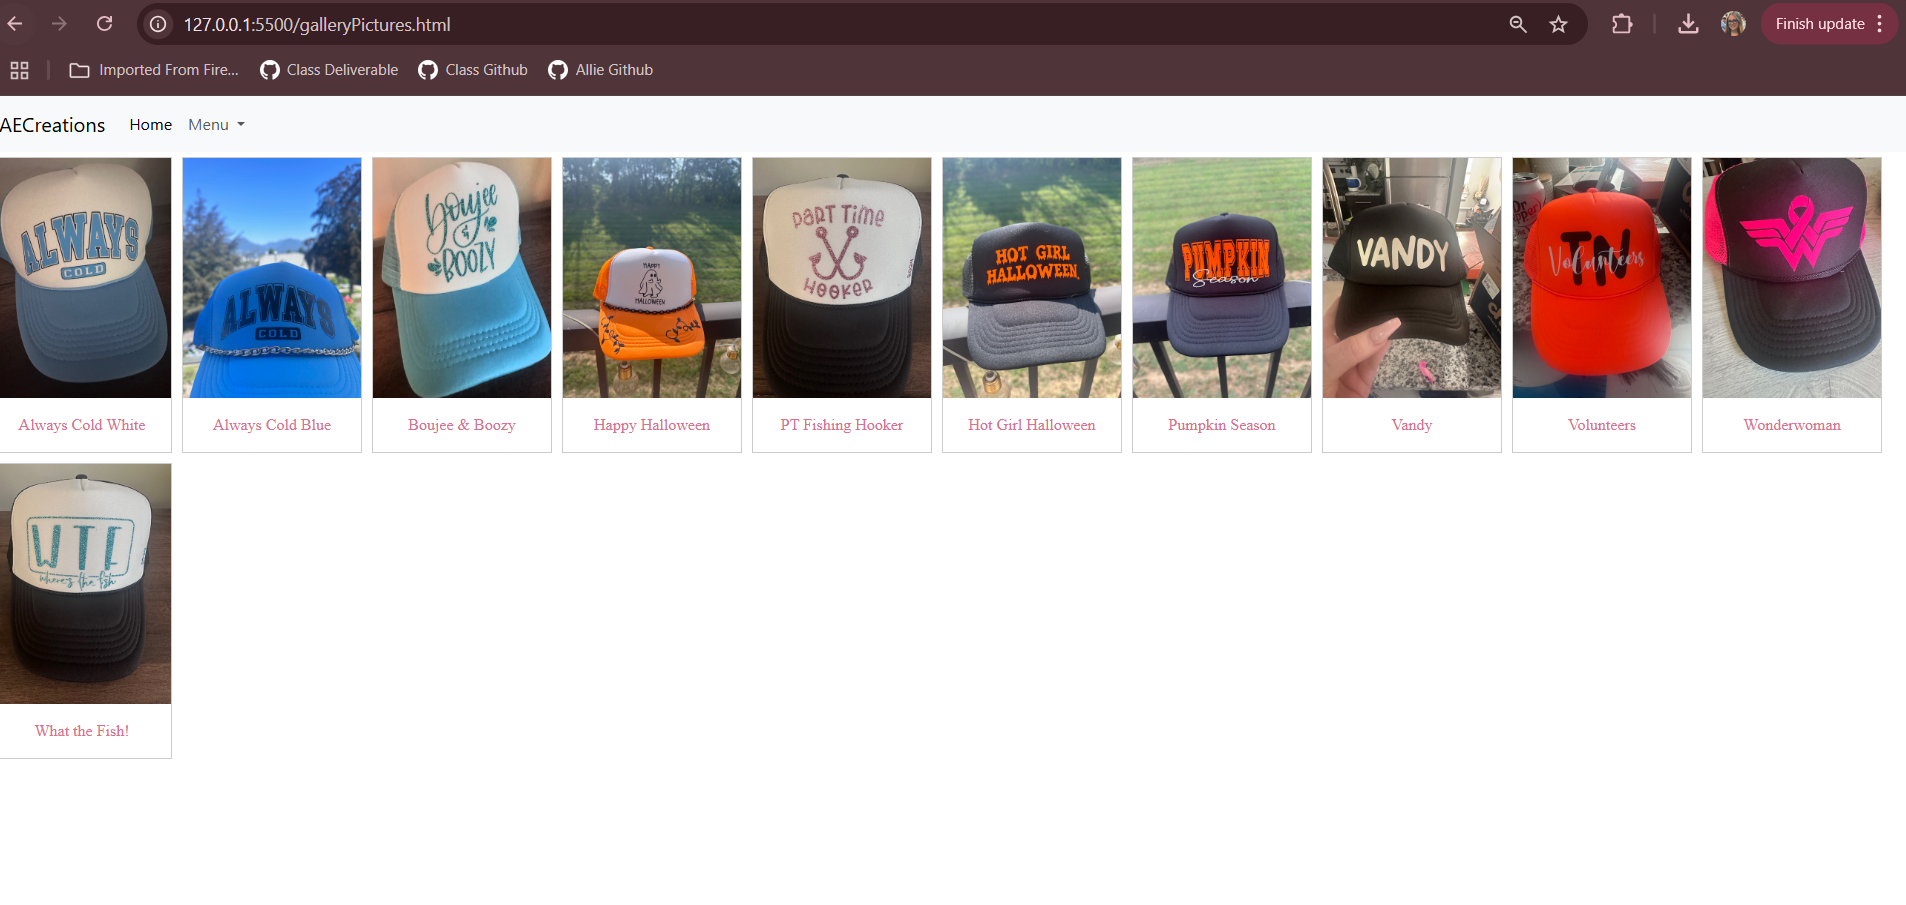 127.0.0.1:5500/galleryPictures.html
Finish update
Imported From Fire...
Class Deliverable
Class Github
Allie Github
AECreations
Home
Menu
ALWAYS
COLD
ALWAYS
COLD
Boujee
&
BOOZY
HAPPY
HALLOWEEN
PART TIME
HOOKER
HOT GIRL
HALLOWEEN.
PUMPKIN
Season
VANDY
TN
Volunteers
W
Always Cold White
Always Cold Blue
Boujee & Boozy
Happy Halloween
PT Fishing Hooker
Hot Girl Halloween
Pumpkin Season
Vandy
Volunteers
Wonderwoman
WTF
where's the fish
What the Fish!